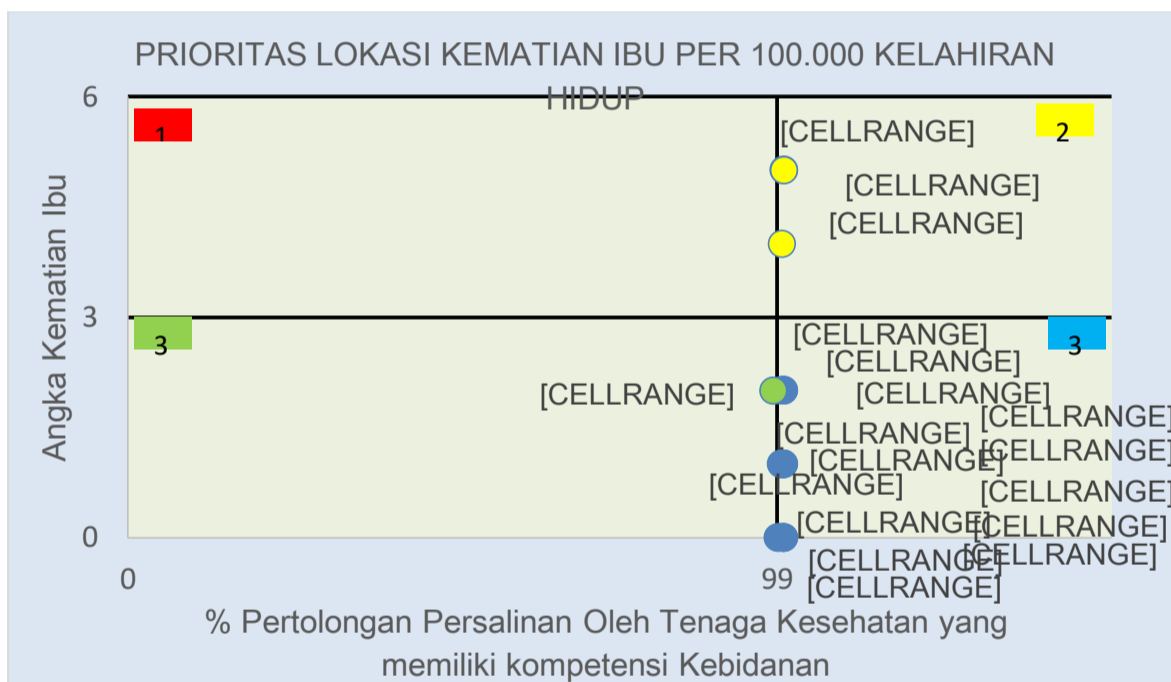 PRIORITAS LOKASI KEMATIAN IBU PER 100.000 KELAHIRAN
HIDUP
6
1
2
[CELLRANGE]
[CELLRANGE]
[CELLRANGE]
Angka Kematian Ibu
3
3
3
[CELLRANGE]
[CELLRANGE]
[CELLRANGE]
[CELLRANGE]
[CELLRANGE]
[CELLRANGE]
[CELLRANGE]
[CELLRANGE]
[CELLRANGE]
[CELLRANGE]
[CELLRANGE]
[CELLRANGE]
[CELLRANGE]
0
[CELLRANGE]
[CELLRANGE]
[CELLRANGE]
0
99
% Pertolongan Persalinan Oleh Tenaga Kesehatan yang
memiliki kompetensi Kebidanan